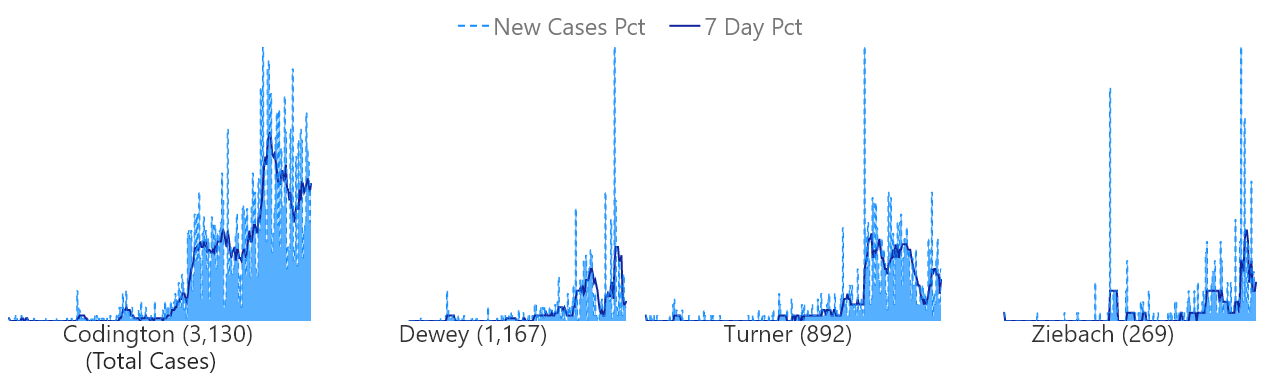 New Cases Pct 7 Day Pct
Codington (3,130) Dewey (1,167) Turner (892) Ziebach (269)
(Total Cases)